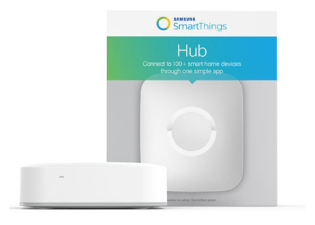 SAMSUNG
SmartThings
Hub
Connect to 100+ smart home devices
through one simple app